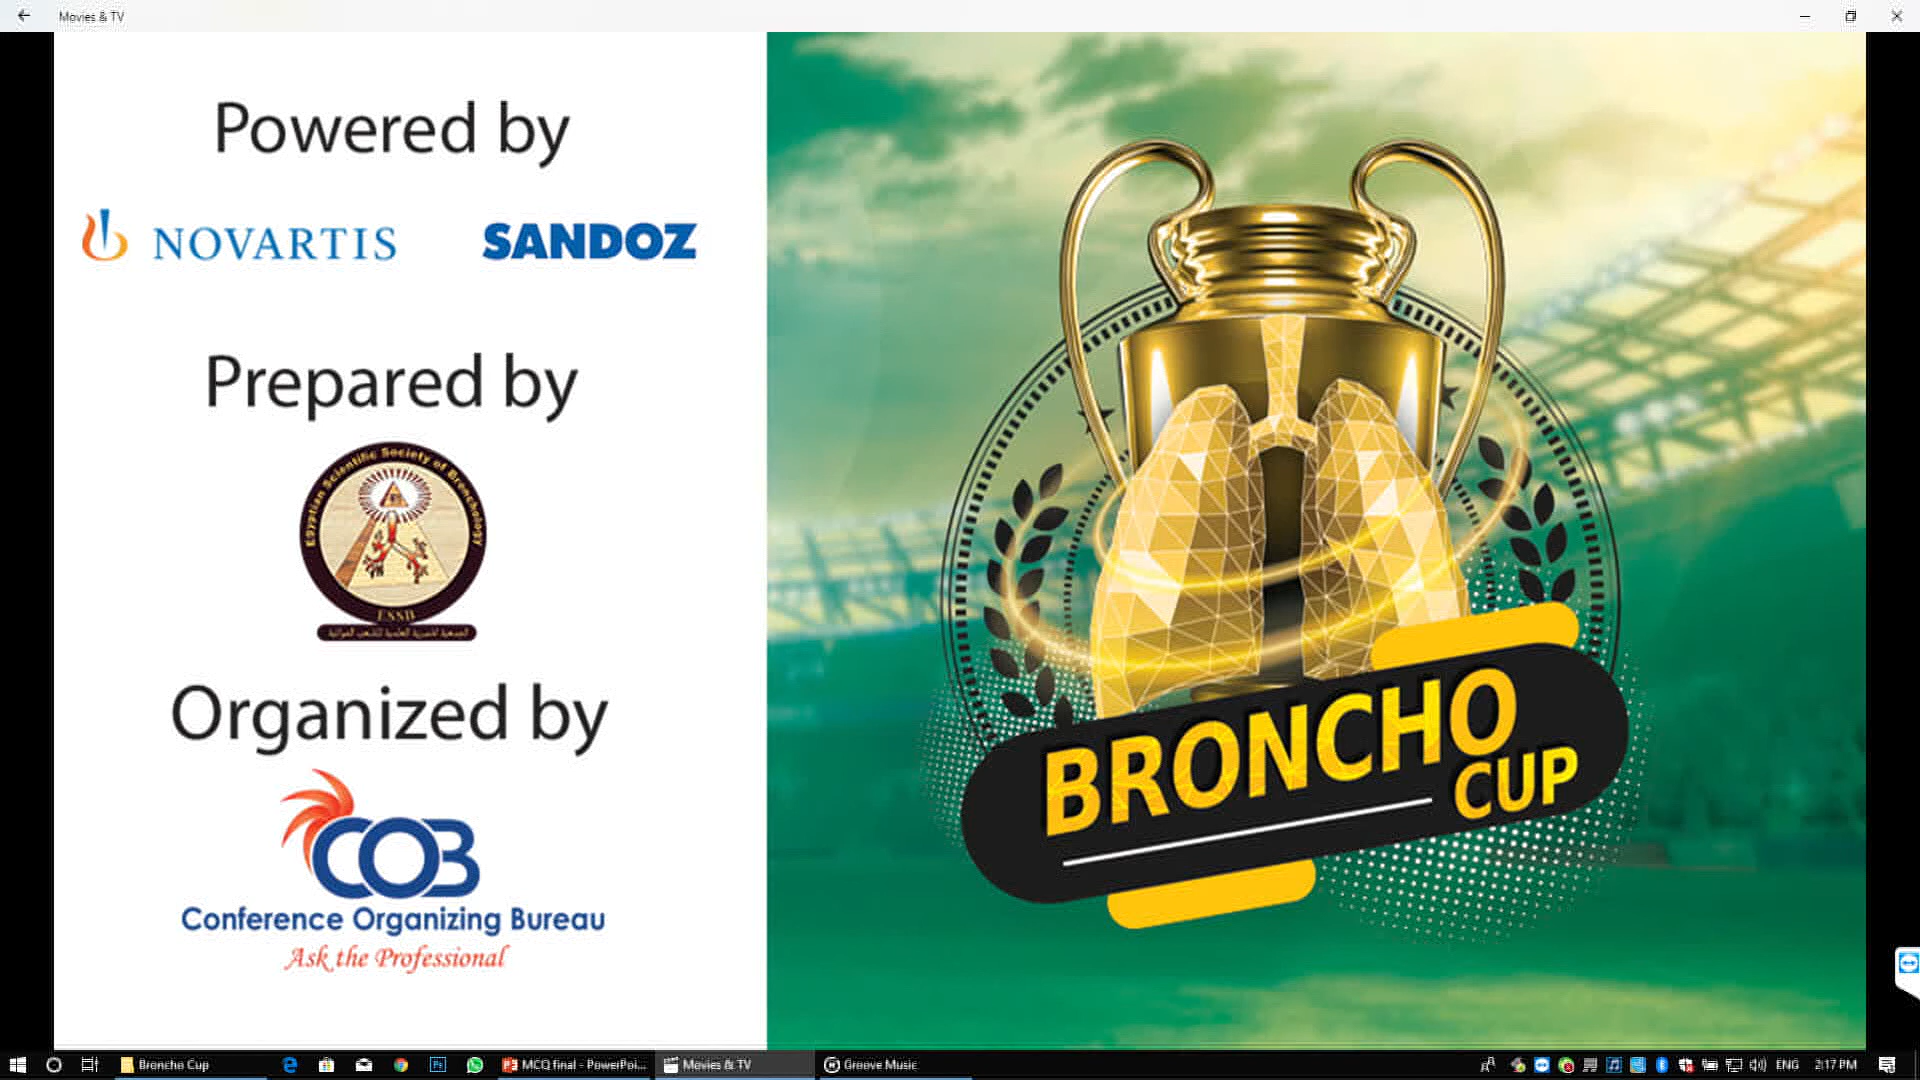 Movies & TV
Powered by
NOVARTIS
SANDOZ
Prepared by
Egyptian Scientific Society of Bronchology
ESSB
Organized by
COB
Conference Organizing Bureau
Ask the Professional
BRONCHO
CUP
Broncho Cup
MCQ final - PowerPoi...
Movies & TV
Groove Music
ENG
2:17 PM